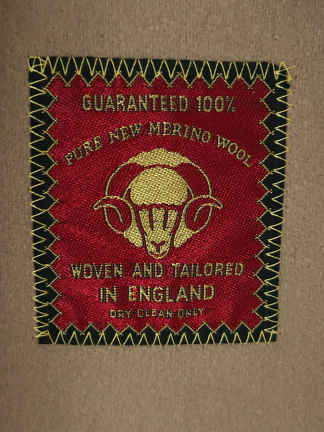 GUARANTEED 100%
PURE NEW MERINO WOOL
WOVEN AND TAILORED
IN ENGLAND
DRY CLEAN ONLY